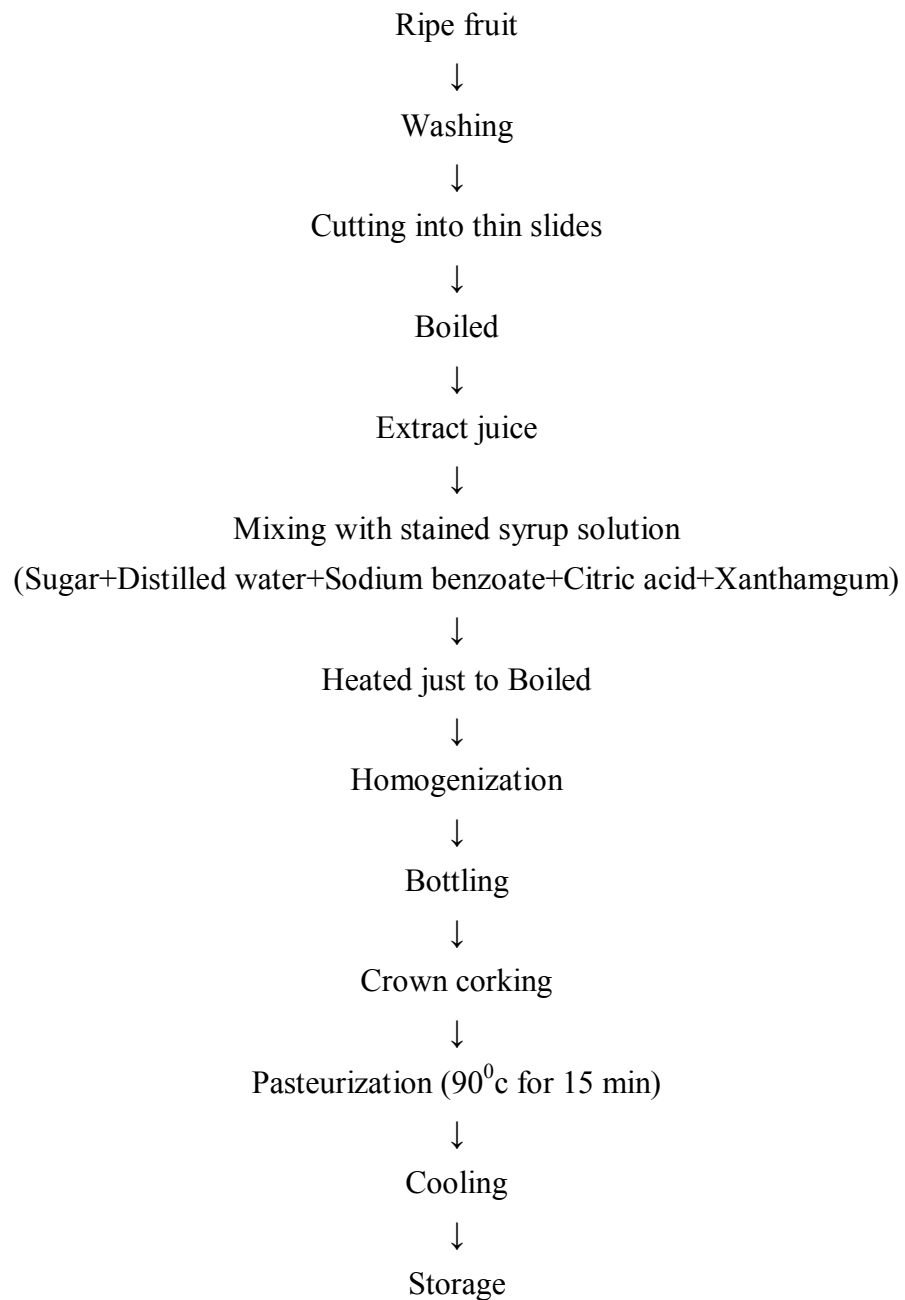 Ripe fruit
↓
Washing
↓
Cutting into thin slides
↓
Boiled
↓
Extract juice
↓
Mixing with stained syrup solution
(Sugar+Distilled water+Sodium benzoate+Citric acid+Xanthamgum)
↓
Heated just to Boiled
↓
Homogenization
↓
Bottling
↓
Crown corking
↓
Pasteurization (90⁰c for 15 min)
↓
Cooling
↓
Storage